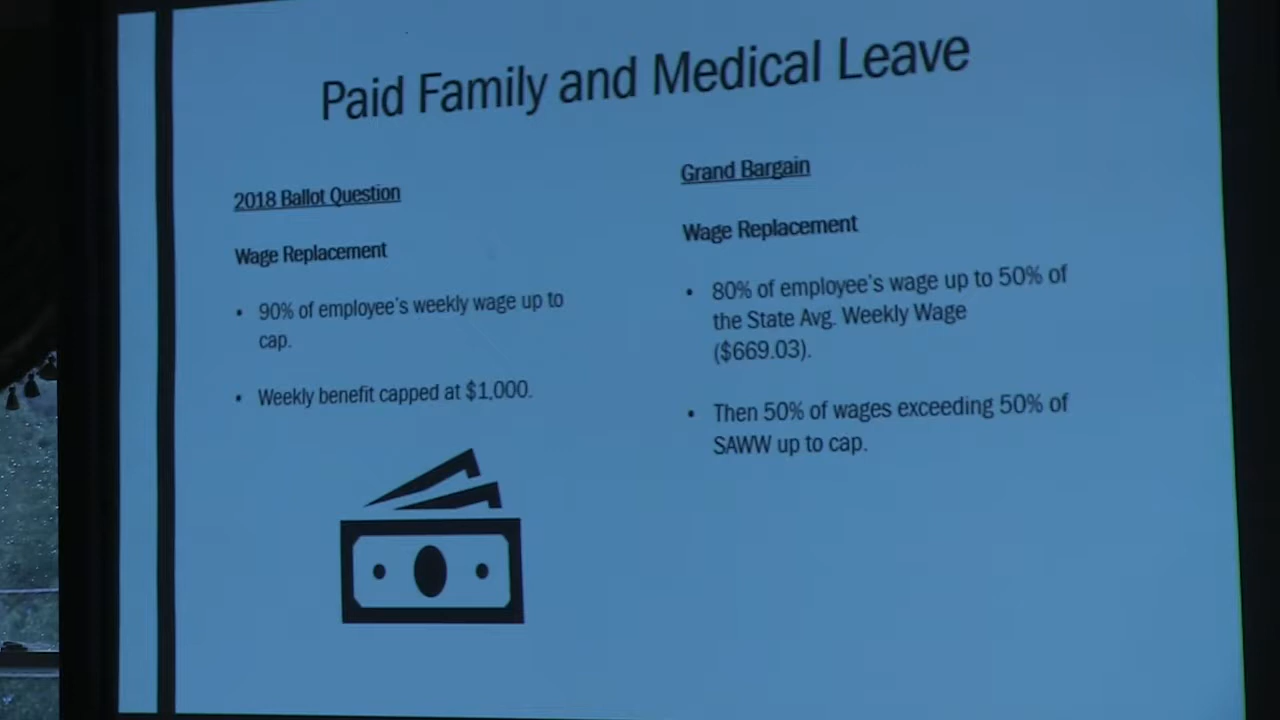 Paid Family and Medical Leave
2018 Ballot Question
Wage Replacement
• 90% of employee's weekly wage up to
cap.
• Weekly benefit capped at $1,000.
Grand Bargain
Wage Replacement
• 80% of employee's wage up to 50% of
the State Avg. Weekly Wage
($669.03).
• Then 50% of wages exceeding 50% of
SAWW up to cap.